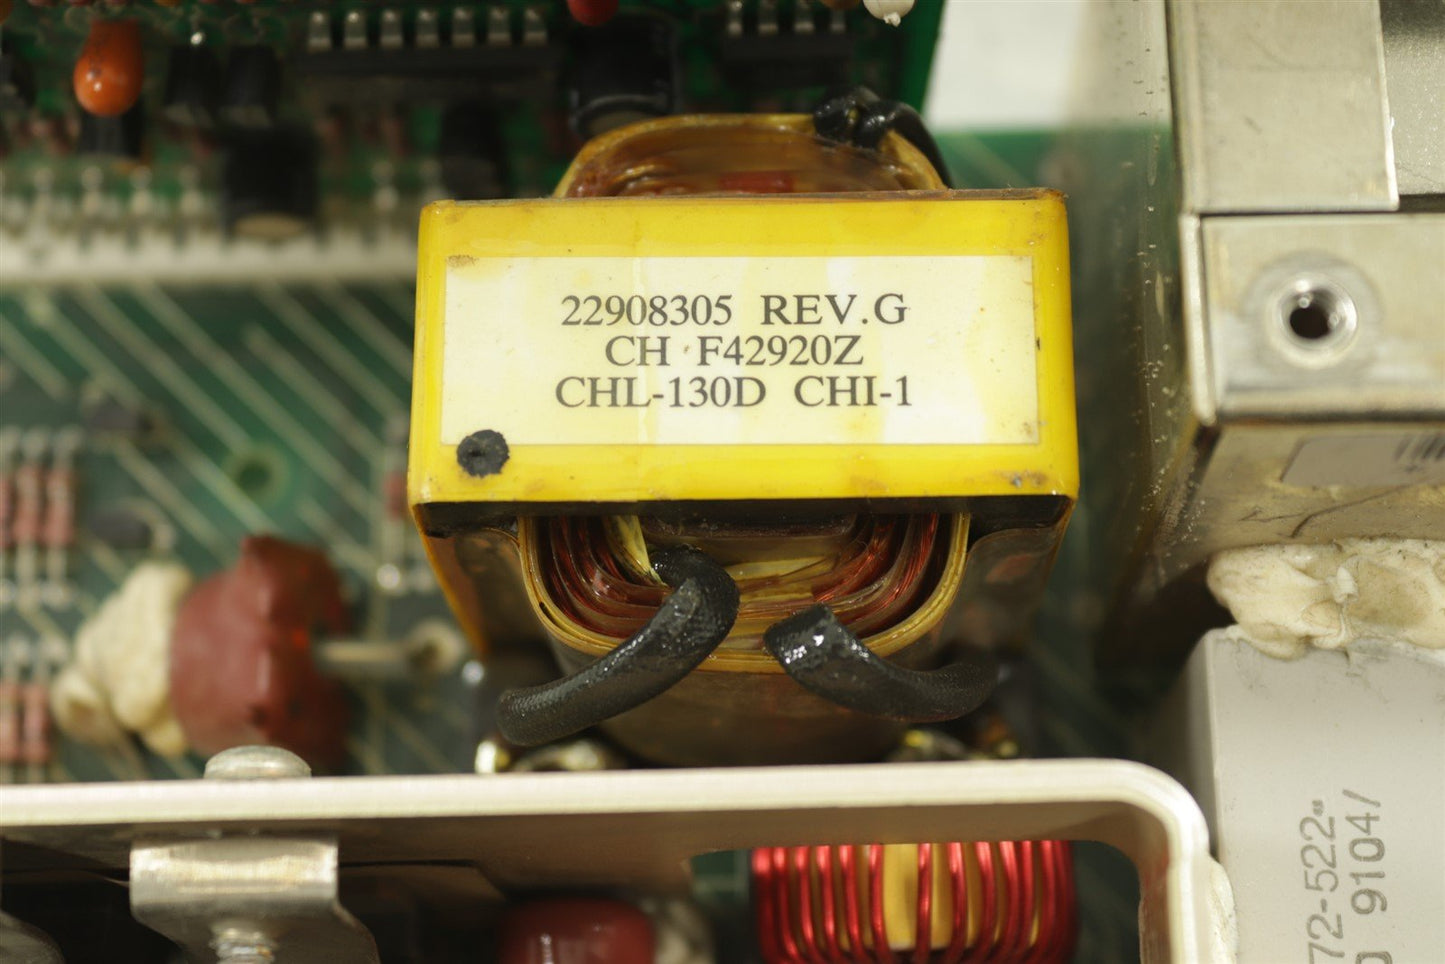 22908305 REV.G
CH F42920Z
CHL-130D CHI-1
72-522
9104/